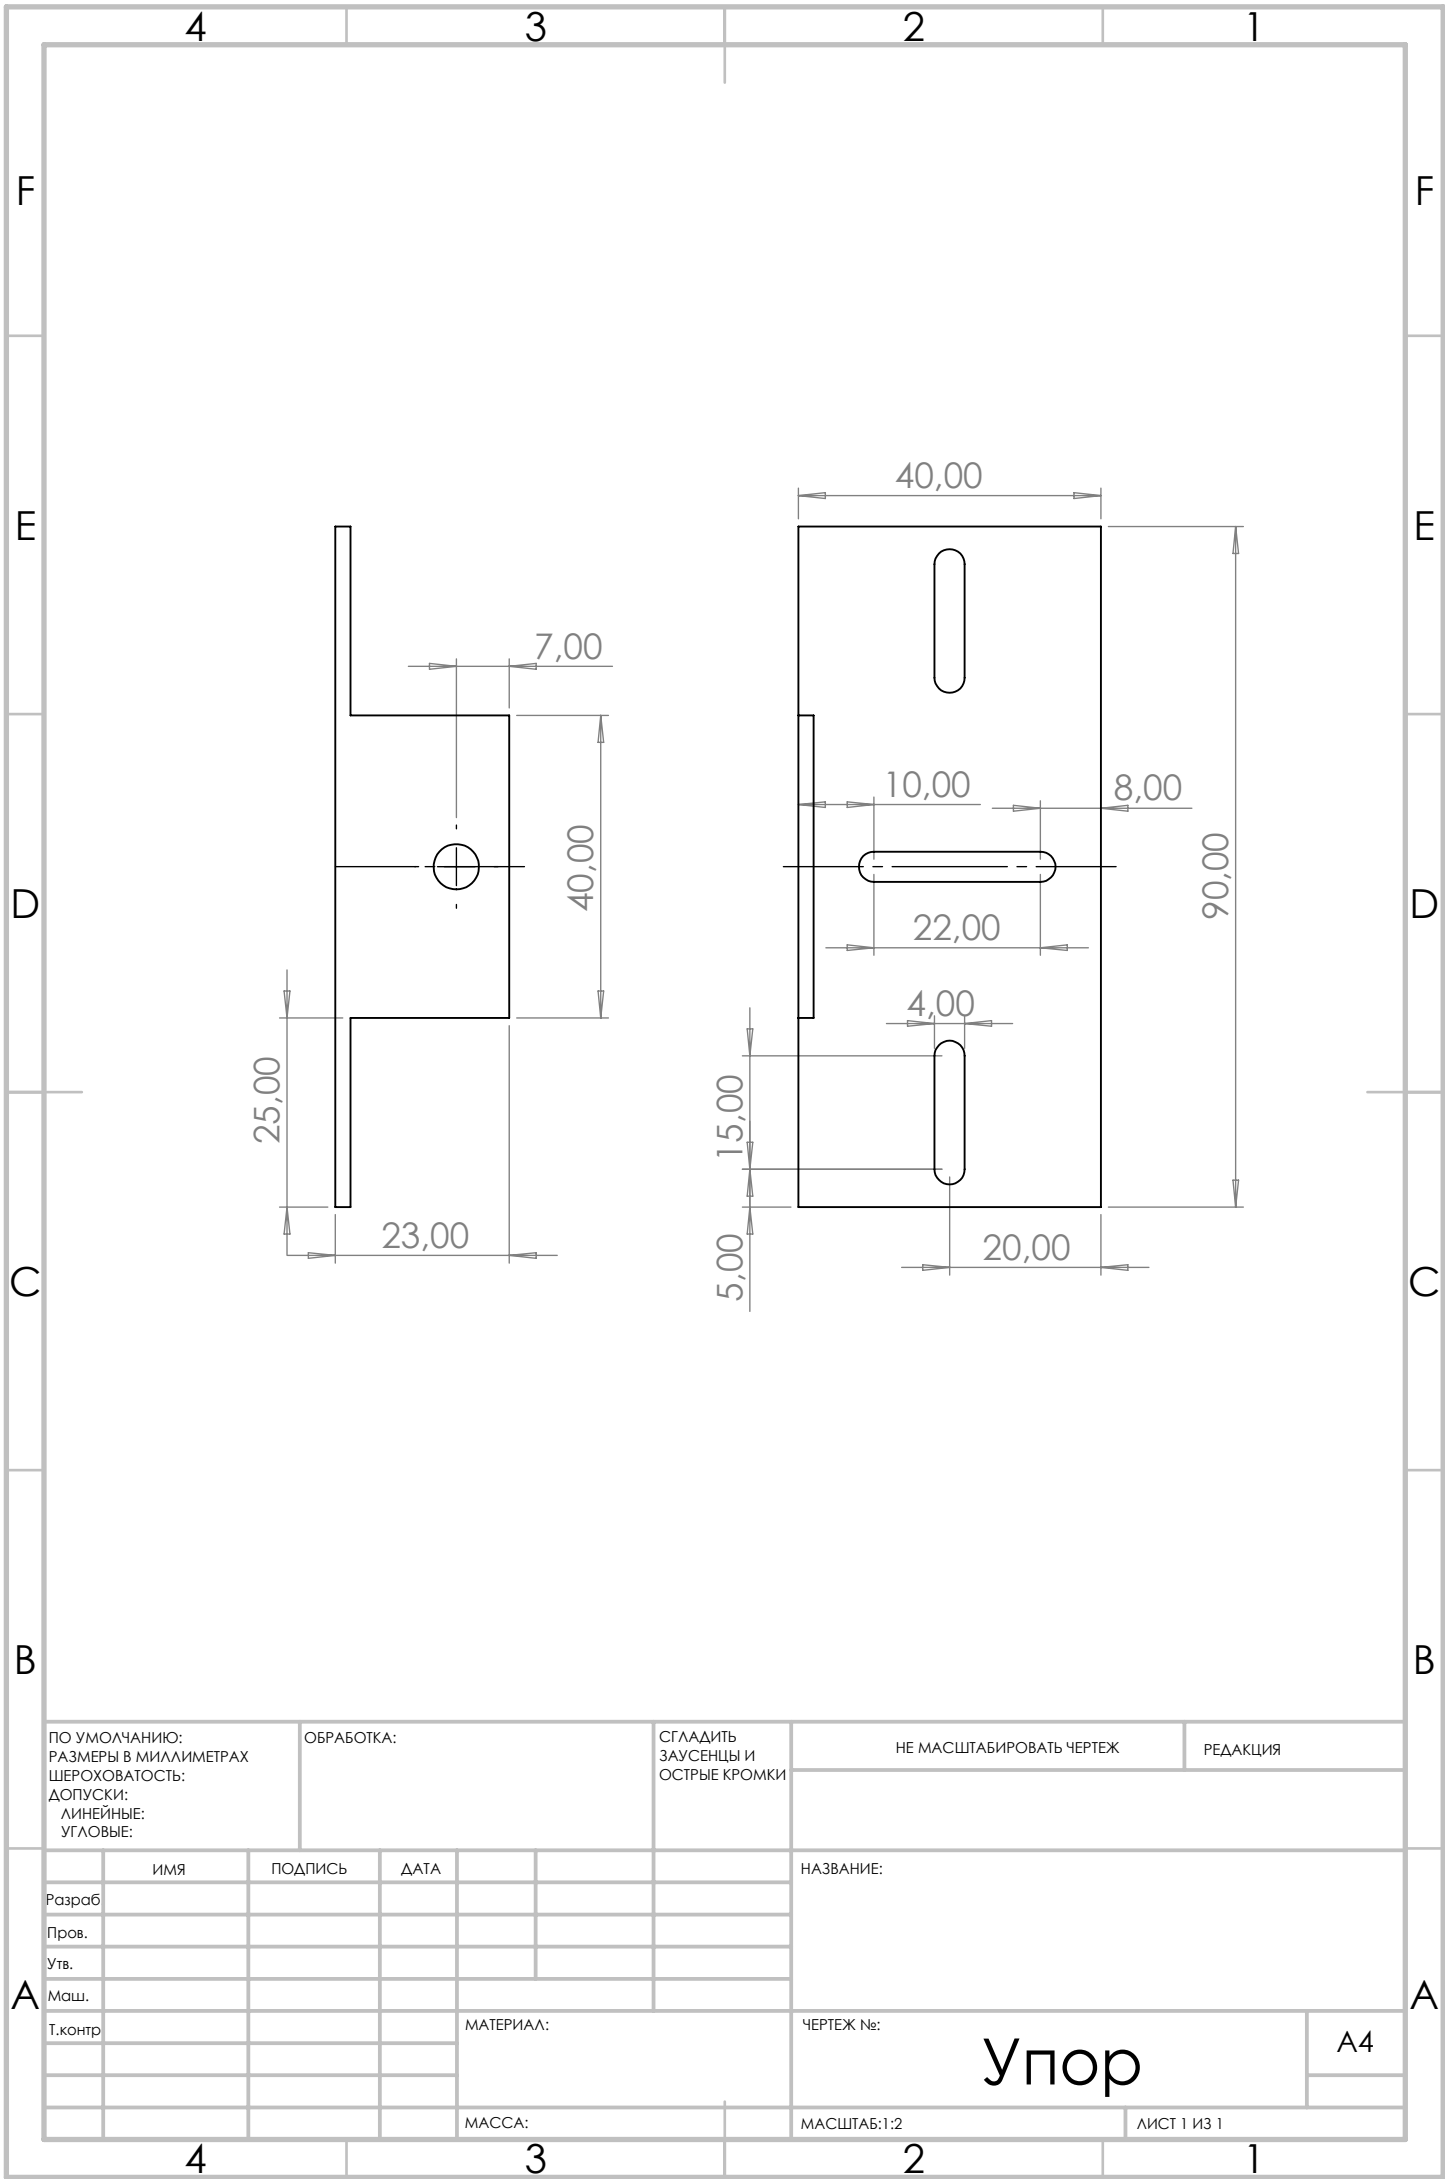 4 3 2 1
F F
40,00
E E
7,00
10,00 8,00
40,00 90,00
D D
22,00
4,00
25,00 15,00
23,00 5,00 20,00
C C
B B
ПО УМОЛЧАНИЮ:
РАЗМЕРЫ В МИЛЛИМЕТРАХ
ШЕРОХОВАТОСТЬ:
ДОПУСКИ:
ЛИНЕЙНЫЕ:
УГЛОВЫЕ:
ОБРАБОТКА:
СГЛАДИТЬ
ЗАУСЕНЦЫ И
ОСТРЫЕ КРОМКИ
НЕ МАСШТАБИРОВАТЬ ЧЕРТЕЖ
РЕДАКЦИЯ
ИМЯ ПОДПИСЬ ДАТА
НАЗВАНИЕ:
Разраб
Пров.
Утв.
A Маш. A
Т.контр
МАТЕРИАЛ:
ЧЕРТЕЖ №:
Упор
A4
МАССА:
МАСШТАБ:1:2
ЛИСТ 1 ИЗ 1
4 3 2 1